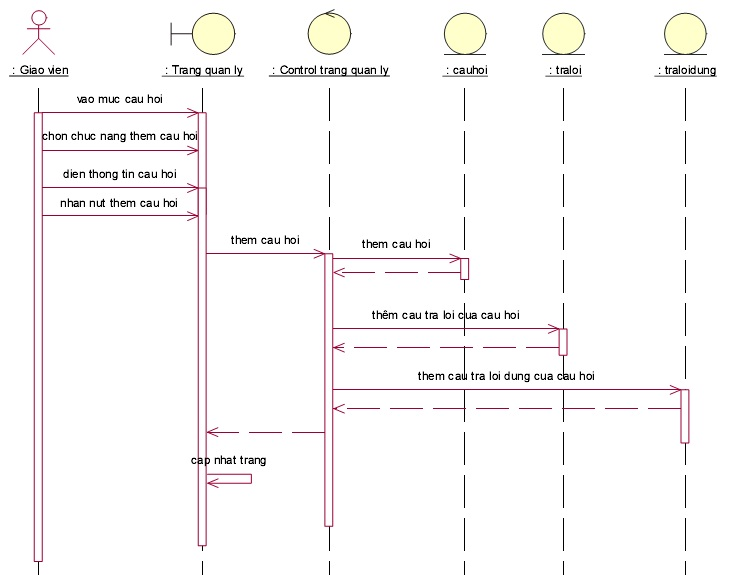 : Giao vien
: Trang quan ly
: Control trang quan ly
: cauhoi
: traloi
: traloidung
vao muc cau hoi
chon chuc nang them cau hoi
dien thong tin cau hoi
nhan nut them cau hoi
them cau hoi
them cau hoi
thêm cau tra loi cua cau hoi
them cau tra loi dung cua cau hoi
cap nhat trang